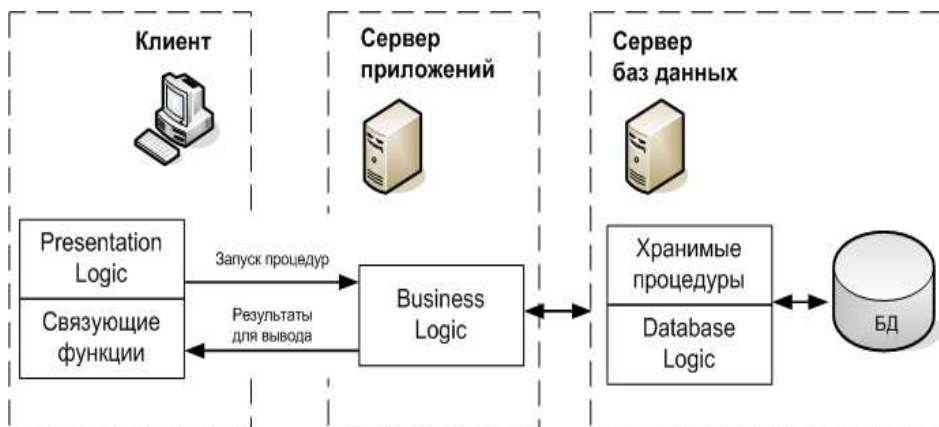 Клиент
Сервер
приложений
Сервер
баз данных
Presentation
Logic
Связующие
функции
Запуск процедур
Результаты
для вывода
Business
Logic
Хранимые
процедуры
Database
Logic
БД